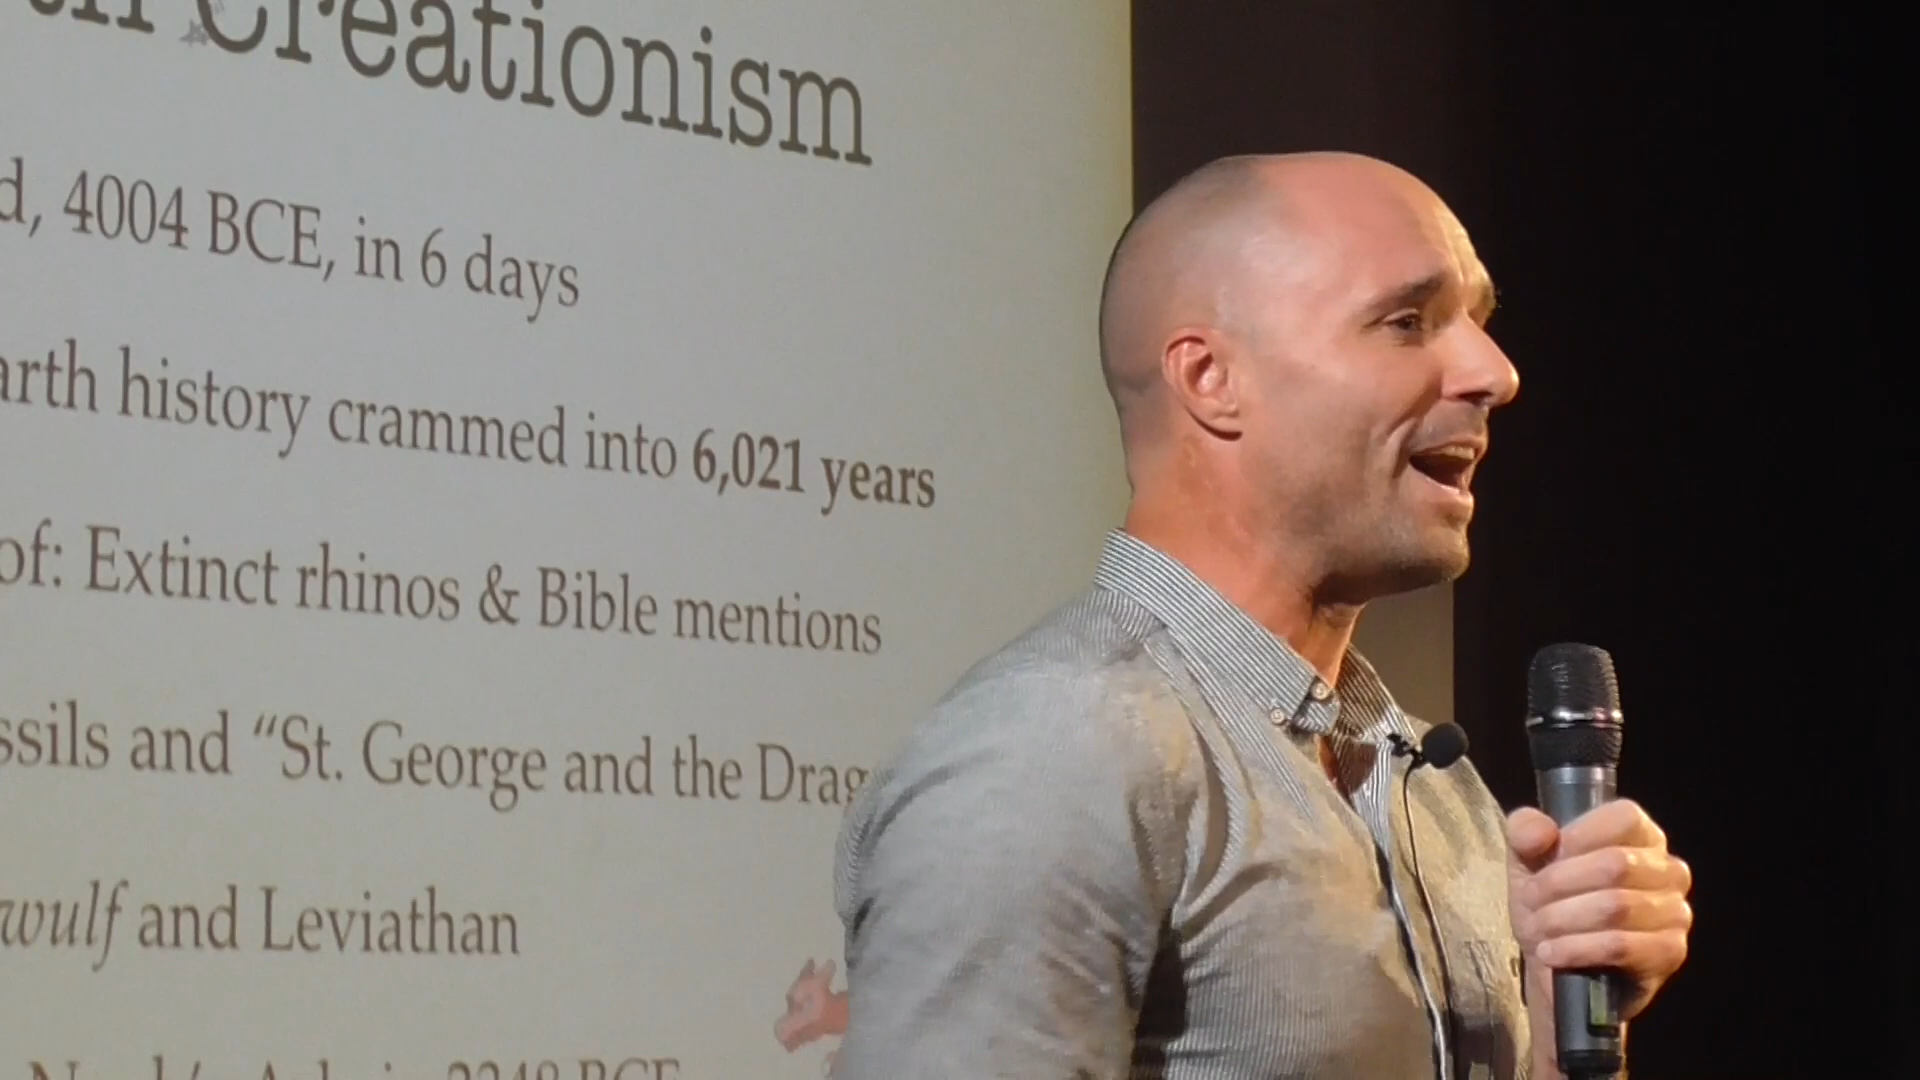 Creationism
d, 4004 BCE, in 6 days
arth history crammed into 6,021 years
of: Extinct rhinos & Bible mentions
ssils and “St. George and the Drag
wulf and Leviathan
BCE